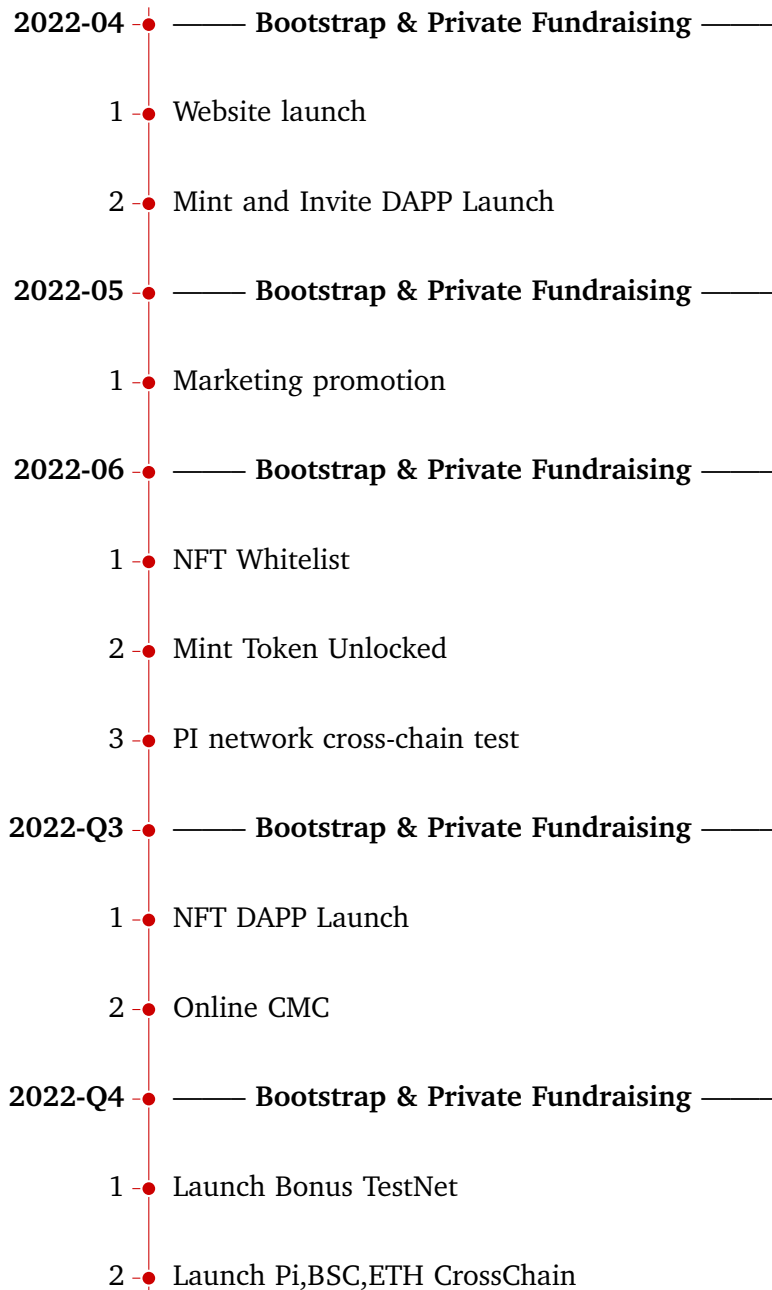 2022-04 Bootstrap & Private Fundraising
1 Website launch
2 Mint and Invite DAPP Launch
2022-05 Bootstrap & Private Fundraising
1 Marketing promotion
2022-06 Bootstrap & Private Fundraising
1 NFT Whitelist
2 Mint Token Unlocked
3 PI network cross-chain test
2022-Q3 Bootstrap & Private Fundraising
1 NFT DAPP Launch
2 Online CMC
2022-Q4 Bootstrap & Private Fundraising
1 Launch Bonus TestNet
2 Launch Pi,BSC,ETH CrossChain